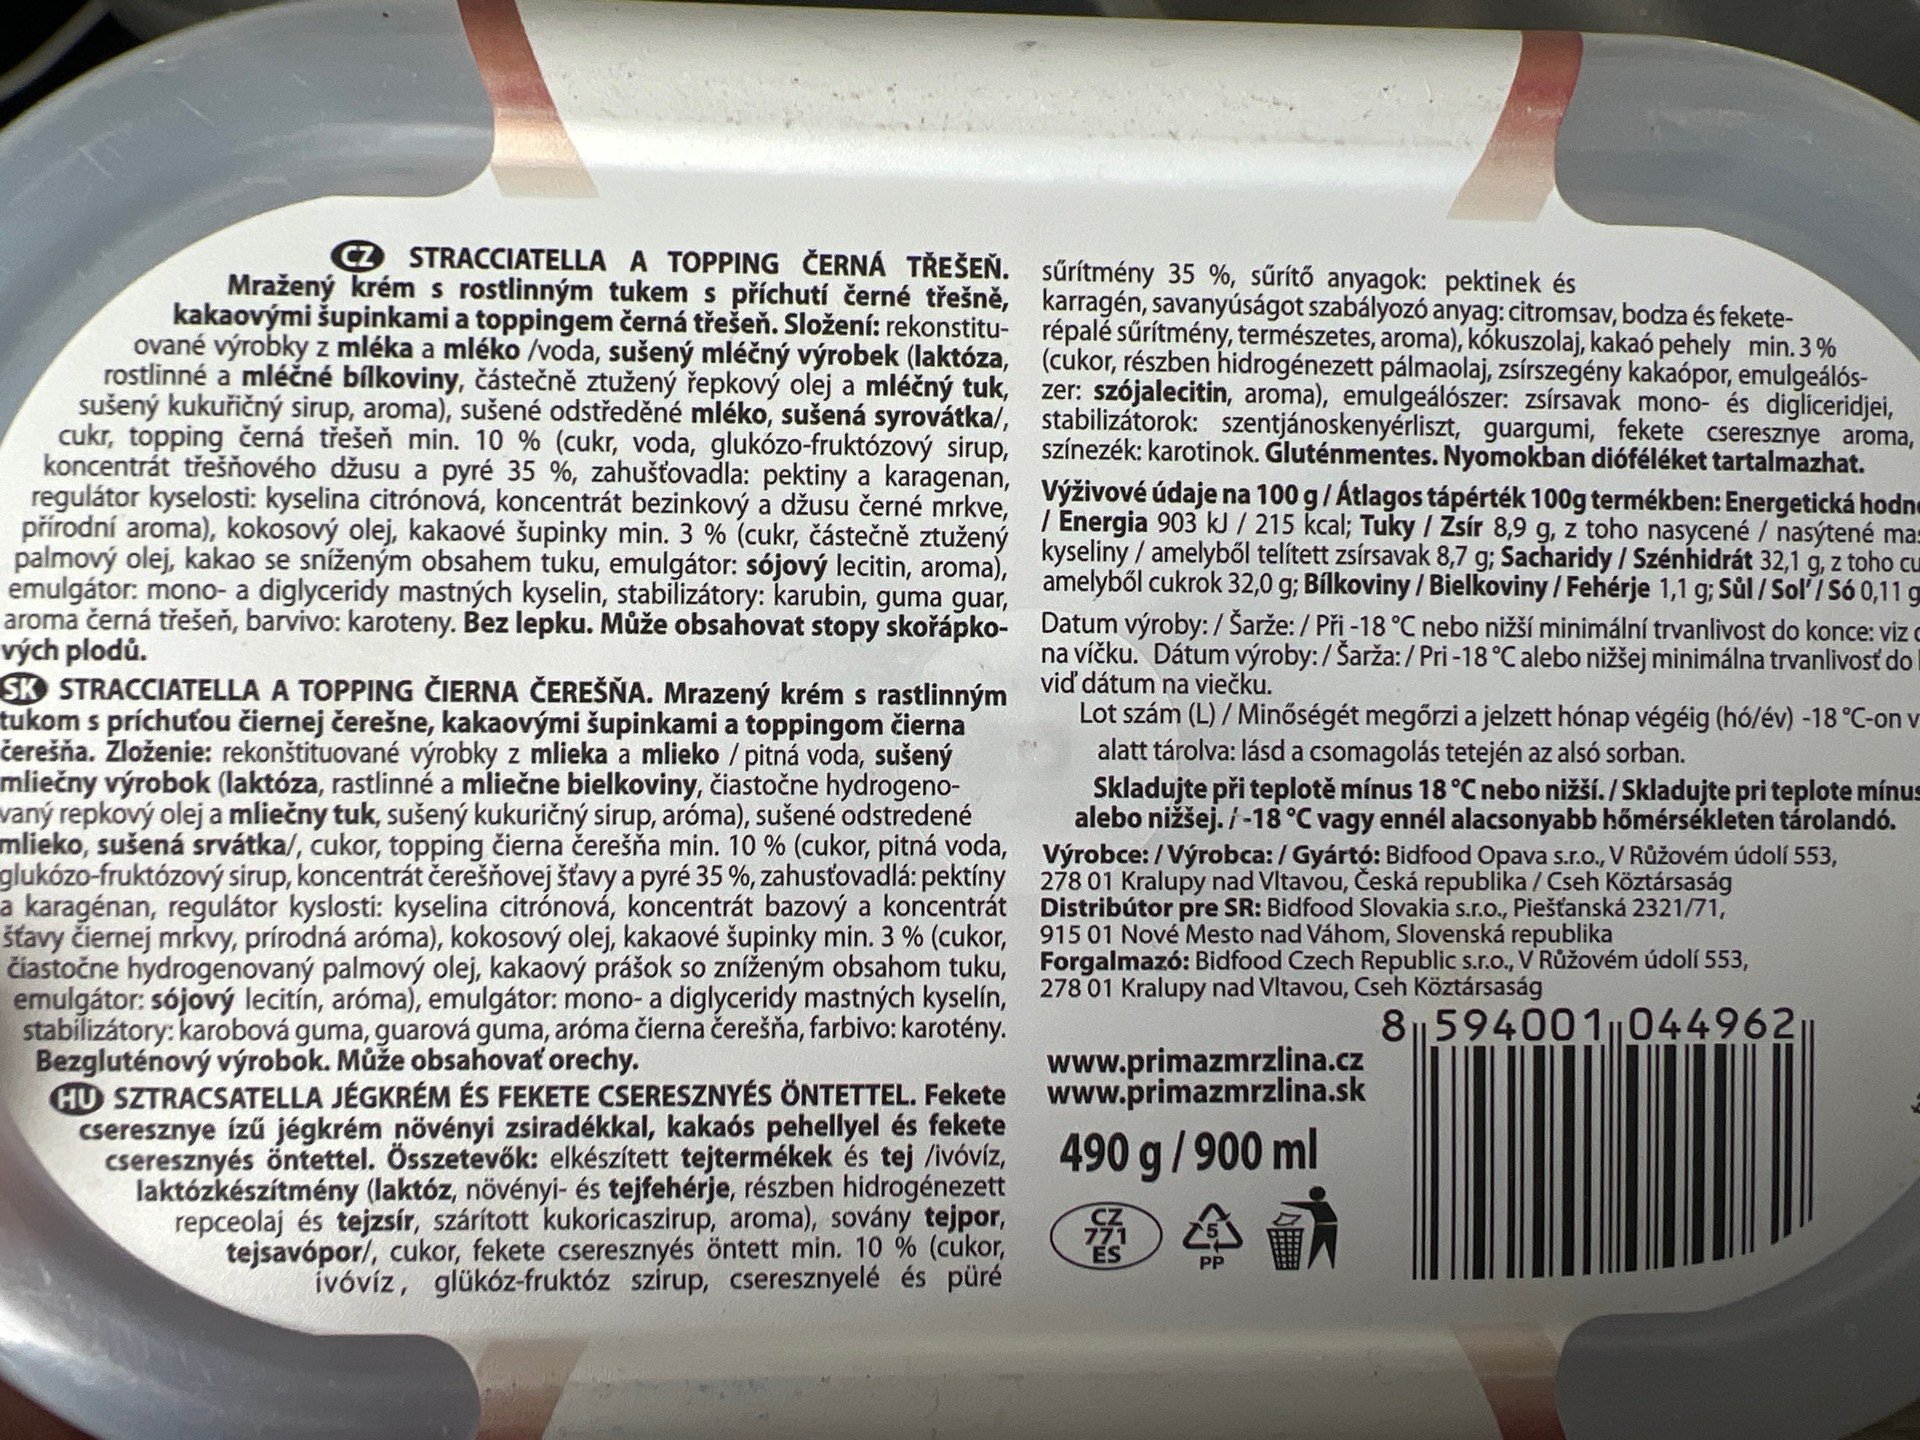 CZ STRACCIATELLA A TOPPING ČERNÁ TŘEŠEŇ.
Mražený krém s rostlinným tukem s příchutí černé třešně,
kakaovými šupinkami a toppingem černá třešeň. Složení: rekonstitu-
ované výrobky z mléka a mléko /voda, sušený mléčný výrobek (laktóza,
rostlinné a mléčné bílkoviny, částečně ztužený řepkový olej a mléčný tuk,
sušený kukuřičný sirup, aroma), sušené odstředěné mléko, sušená syrovátka/,
cukr, topping černá třešeň min. 10 % (cukr, voda, glukózo-fruktózový sirup,
koncentrát třešňového džusu a pyré 35 %, zahušťovadla: pektiny a karagenan,
regulátor kyselosti: kyselina citrónová, koncentrát bezinkový a džusu černé mrkve,
přírodní aroma), kokosový olej, kakaové šupinky min. 3 % (cukr, částečně ztužený
palmový olej, kakao se sníženým obsahem tuku, emulgátor: sójový lecitin, aroma),
emulgátor: mono- a diglyceridy mastných kyselin, stabilizátory: karubin, guma guar,
aroma černá třešeň, barvivo: karoteny. Bez lepku. Může obsahovat stopy skořápko-
vých plodů.
SK STRACCIATELLA A TOPPING ČIERNA ČEREŠŇA. Mrazený krém s rastlinným
tukom s príchuťou čiernej čerešne, kakaovými šupinkami a toppingom čierna
čerešňa. Zloženie: rekonštituované výrobky z mlieka a mlieko / pitná voda, sušený
mliečny výrobok (laktóza, rastlinné a mliečne bielkoviny, čiastočne hydrogeno-
vaný repkový olej a mliečny tuk, sušený kukuričný sirup, aróma), sušené odstredené
mlieko, sušená srvátka/, cukor, topping čierna čerešňa min. 10 % (cukor, pitná voda,
glukózo-fruktózový sirup, koncentrát čerešňovej šťavy a pyré 35 %, zahusťovadlá: pektíny
a karagénan, regulátor kyslosti: kyselina citrónová, koncentrát bazový a koncentrát
šťavy čiernej mrkvy, prírodná aróma), kokosový olej, kakaové šupinky min. 3 % (cukor,
čiastočne hydrogenovaný palmový olej, kakaový prášok so zníženým obsahom tuku,
emulgátor: sójový lecitín, aróma), emulgátor: mono- a diglyceridy mastných kyselín,
stabilizátory: karobová guma, guarová guma, aróma čierna čerešňa, farbivo: karotény.
Bezgluténový výrobok. Může obsahovať orechy.
HU SZTRACSATELLA JÉGKRÉM ÉS FEKETE CSERESZNYÉS ÖNTETTEL. Fekete
cseresznye ízű jégkrém növényi zsiradékkal, kakaós pehellyel és fekete
cseresznyés öntettel. Összetevők: elkészített tejtermékek és tej /ivóvíz,
laktózkészítmény (laktóz, növényi- és tejfehérje, részben hidrogénezett
repceolaj és tejzsír, szárított kukoricaszirup, aroma), sovány tejpor,
tejsavópor/, cukor, fekete cseresznyés öntett min. 10 % (cukor,
ivóvíz, glükóz-fruktóz szirup, cseresznyelé és püré
sűrítmény 35 %, sűrítő anyagok: pektinek és
karragén, savanyúságot szabályozó anyag: citromsav, bodza és fekete-
répalé sűrítmény, természetes, aroma), kókuszolaj, kakaó pehely min. 3 %
(cukor, részben hidrogénezett pálmaolaj, zsírszegény kakaópor, emulgeálós-
zer: szójalecitin, aroma), emulgeálószer: zsírsavak mono- és digliceridjei,
stabilizátorok: szentjánoskenyérliszt, guargumi, fekete cseresznye aroma,
színezék: karotinok. Gluténmentes. Nyomokban dióféléket tartalmazhat.
Výživové údaje na 100 g / Átlagos tápérték 100g termékben: Energetická
/ Energia 903 kJ / 215 kcal; Tuky / Zsír 8,9 g, z toho nasycené / nasýtené
kyseliny / amelyből telített zsírsavak 8,7 g; Sacharidy / Szénhidrát 32,1 g, z toho
amelyből cukrok 32,0 g; Bílkoviny / Bielkoviny / Fehérje 1,1 g; Sůl / Soľ / Só 0,11 g
Datum výroby: / Šarže: / Při -18 °C nebo nižší minimální trvanlivost do konce: viz
na víčku. Dátum výroby: / Šarža: / Pri -18 °C alebo nižšej minimálna trvanlivosť do
viď dátum na viečku.
Lot szám (L) / Minőségét megőrzi a jelzett hónap végéig (hó/év) -18 °C-on
alatt tárolva: lásd a csomagolás tetején az alsó sorban.
Skladujte při teplotě mínus 18 °C nebo nižší. / Skladujte pri teplote mínus
alebo nižšej. / -18 °C vagy ennél alacsonyabb hőmérsékleten tárolandó.
Výrobce: / Výrobca: / Gyártó: Bidfood Opava s.r.o., V Růžovém údolí 553,
278 01 Kralupy nad Vltavou, Česká republika / Cseh Köztársaság
Distribútor pre SR: Bidfood Slovakia s.r.o., Piešťanská 2321/71,
915 01 Nové Mesto nad Váhom, Slovenská republika
Forgalmazó: Bidfood Czech Republic s.r.o., V Růžovém údolí 553,
278 01 Kralupy nad Vltavou, Cseh Köztársaság
8 594001 044962
www.primazmrzlina.cz
www.primazmrzlina.sk
490 g / 900 ml
CZ
771
ES
5
PP